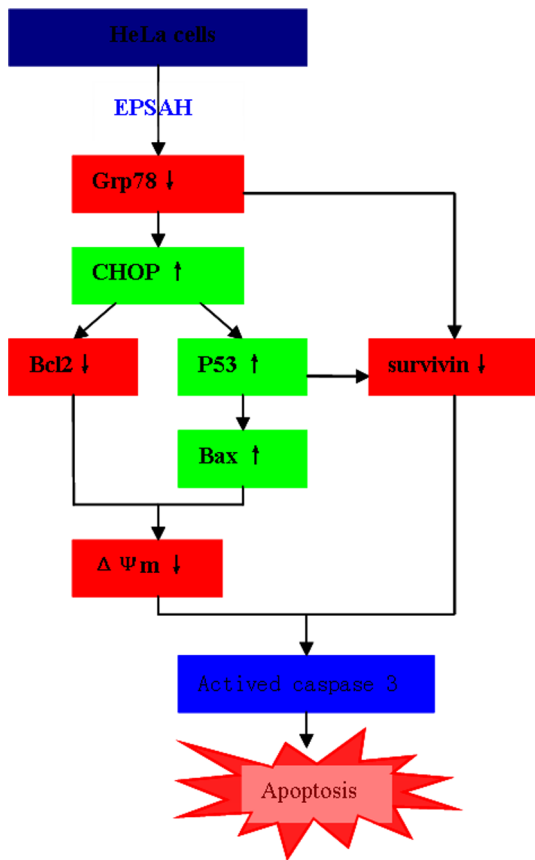 HeLa cells
EPSAH
Grp78 ↓
CHOP ↑
Bcl2 ↓
P53 ↑
survivin ↓
Bax ↑
Δ Ψm ↓
Actived caspase 3
Apoptosis